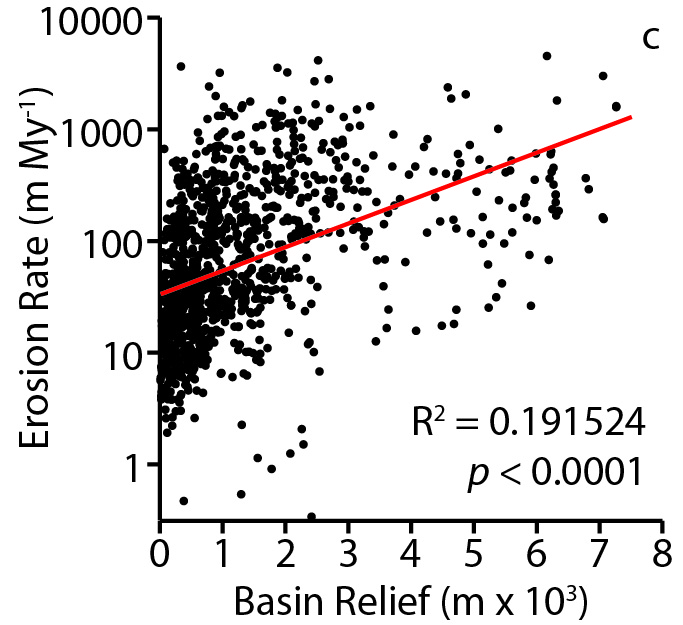 c
Erosion Rate (m My⁻¹)
10000
1000
100
10
1
R² = 0.191524
p < 0.0001
0 1 2 3 4 5 6 7 8
Basin Relief (m x 10³)